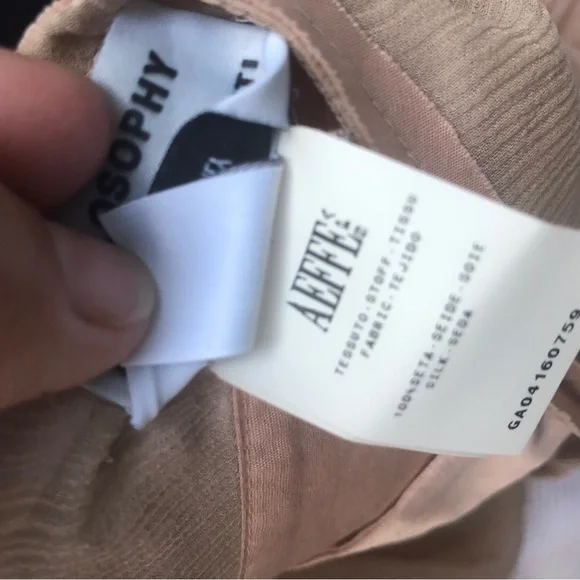 OSOPHY
AEFFE
TESSUTO-STOFF-TISSU
FABRIC-TEJIDO
100%SETA-SEIDE-SOIE
SILK-SEDA
GA04160759